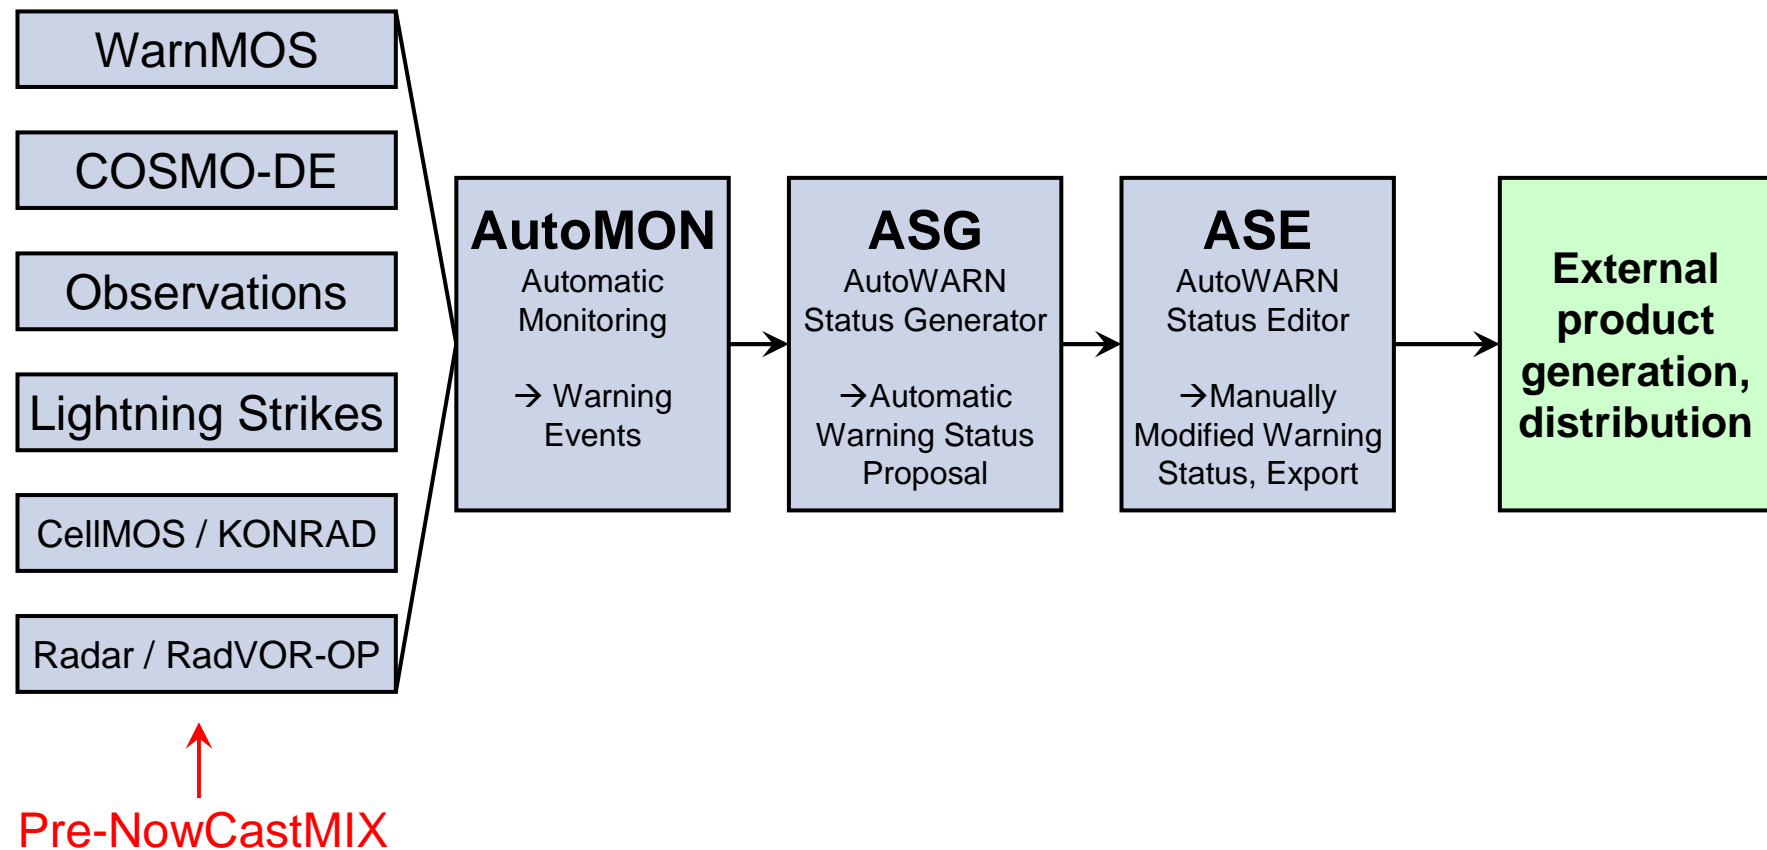 WarnMOS
COSMO-DE
Observations
Lightning Strikes
CellMOS / KONRAD
Radar / RadVOR-OP
Pre-NowCastMIX
AutoMON
Automatic
Monitoring
→ Warning
Events
ASG
AutoWARN
Status Generator
→Automatic
Warning Status
Proposal
ASE
AutoWARN
Status Editor
→Manually
Modified Warning
Status, Export
External
product
generation,
distribution